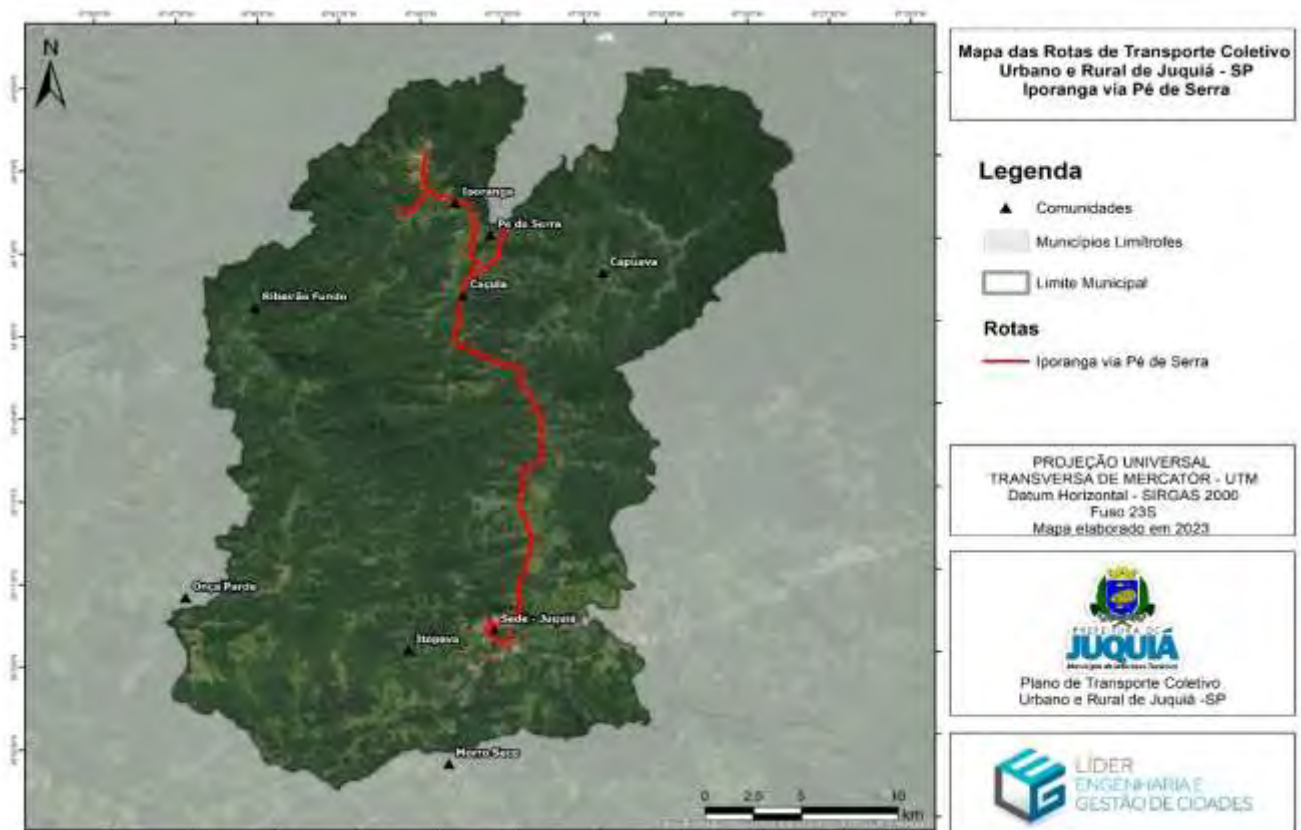 Mapa das Rotas de Transporte Coletivo
Urbano e Rural de Juquiá - SP
Iporanga via Pé de Serra
N
Iporanga
Pé da Serra
Capuava
Caçula
Ribeirão Fundo
Onça Parda
Sede - Juquiá
Itopava
Morro Seco
0 2,5 5 10
km
Legenda
Comunidades
Municípios Limítrofes
Limite Municipal
Rotas
Iporanga via Pé de Serra
PROJEÇÃO UNIVERSAL
TRANSVERSA DE MERCATOR - UTM
Datum Horizontal - SIRGAS 2000
Fuso 23S
Mapa elaborado em 2023
PREFEITURA DE
JUQUIÁ
Plano de Transporte Coletivo
Urbano e Rural de Juquiá -SP
LÍDER
ENGENHARIA E
GESTÃO DE CIDADES